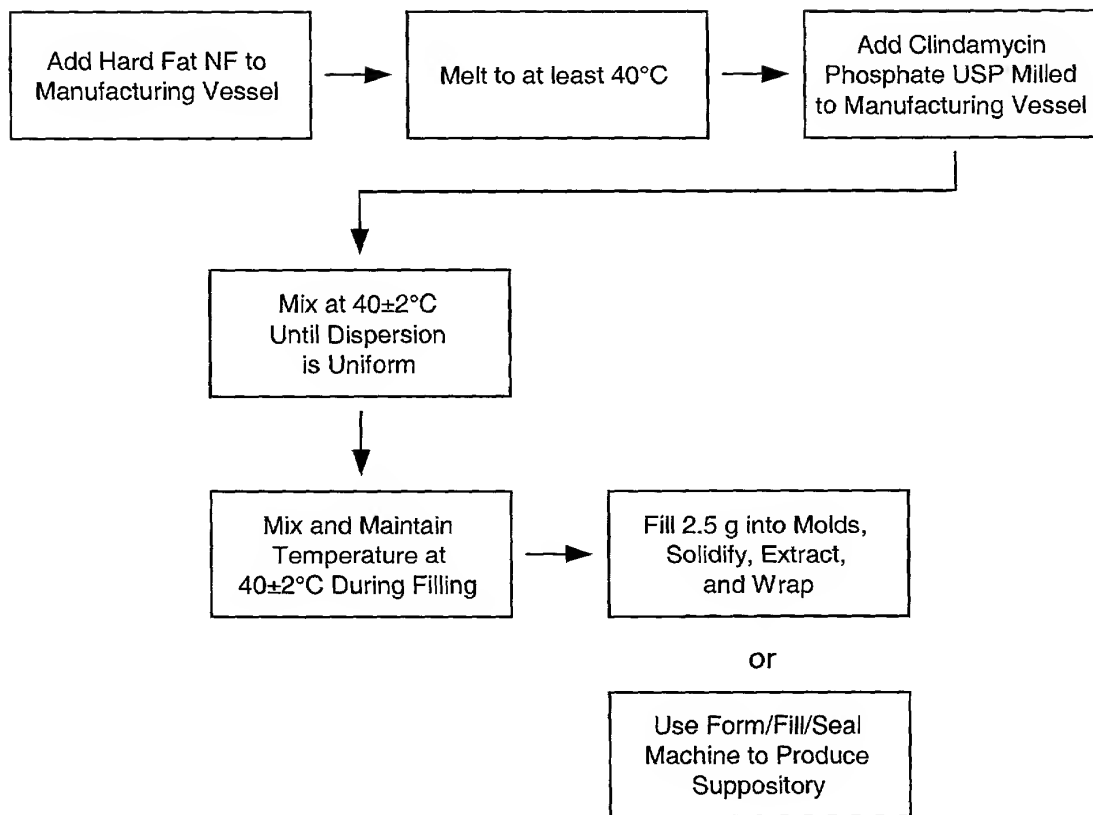 Add Hard Fat NF to
Manufacturing Vessel
Melt to at least 40°C
Add Clindamycin
Phosphate USP Milled
to Manufacturing Vessel
Mix at 40±2°C
Until Dispersion
is Uniform
Mix and Maintain
Temperature at
40±2°C During Filling
Fill 2.5 g into Molds,
Solidify, Extract,
and Wrap
or
Use Form/Fill/Seal
Machine to Produce
Suppository